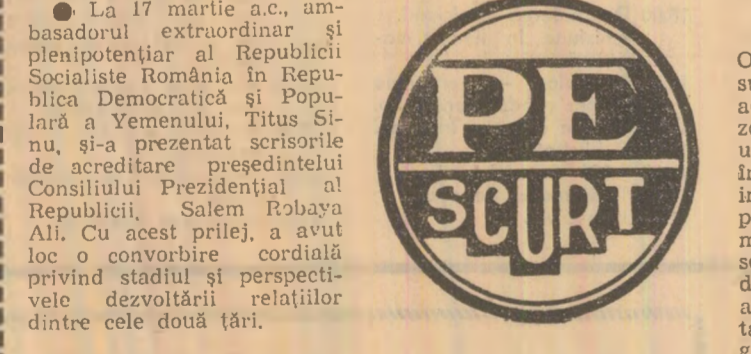 ● La 17 martie a.c., am-
basadorul extraordinar și
plenipotențiar al Republicii
Socialiste România în Repu-
blica Democratică și Popu-
lară a Yemenului, Titus Si-
nu, și-a prezentat scrisorile
de acreditare președintelui
Consiliului Prezidențial al
Republicii, Salem Robaya
Ali. Cu acest prilej, a avut
loc o convorbire cordială
privind stadiul și perspecti-
vele dezvoltării relațiilor
dintre cele două țări.
PE
SCURT